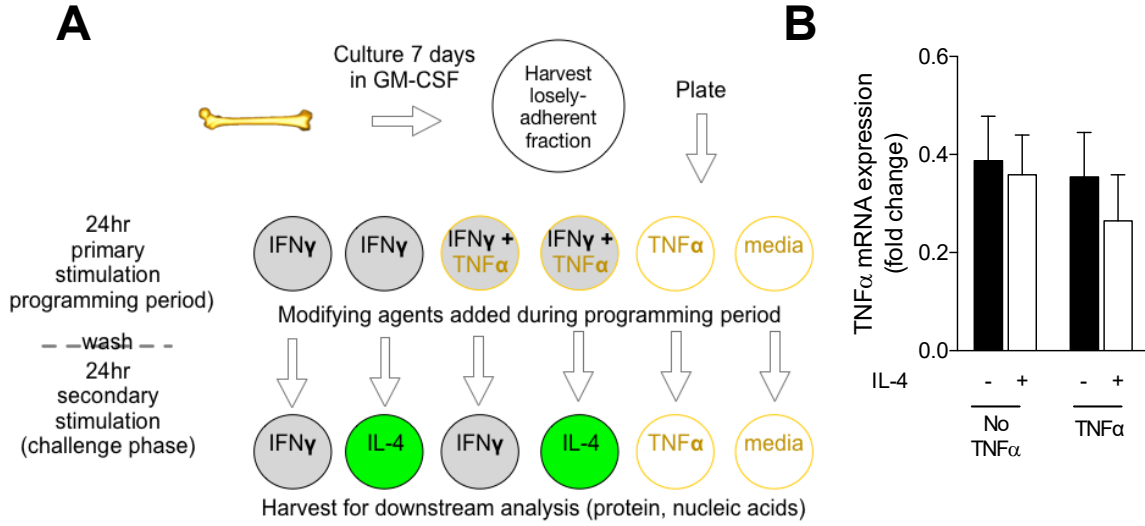 A
Culture 7 days
in GM-CSF
Harvest
losely-
adherent
fraction
Plate
24hr
primary
stimulation
programming period)
IFNγ
IFNγ
IFNγ +
TNFα
IFNγ +
TNFα
TNFα
media
Modifying agents added during programming period
wash
24hr
secondary
stimulation
(challenge phase)
IFNγ
IL-4
IFNγ
IL-4
TNFα
media
Harvest for downstream analysis (protein, nucleic acids)
B
TNFα mRNA expression
(fold change)
0.6
0.4
0.2
0.0
IL-4 - + - +
No
TNFα
TNFα